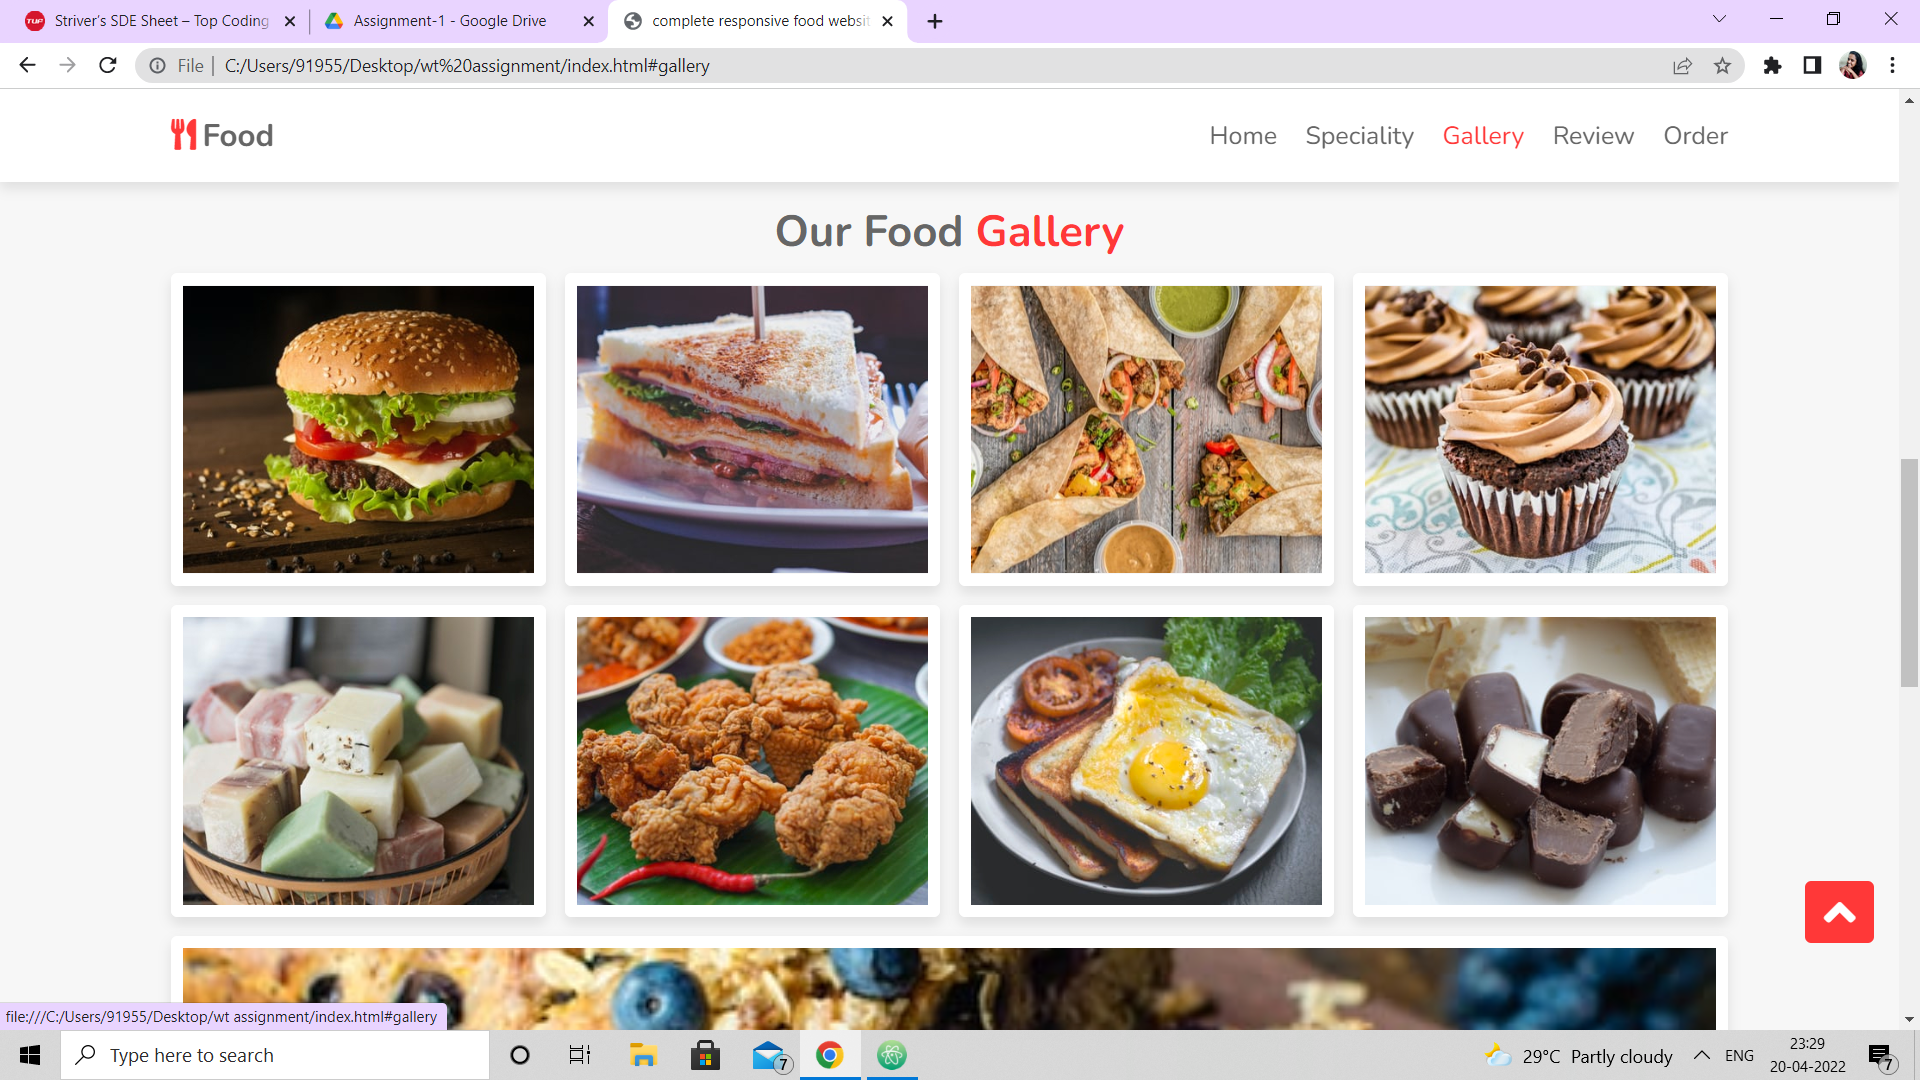 Striver's SDE Sheet – Top Coding
Assignment-1 - Google Drive
complete responsive food websit
File
C:/Users/91955/Desktop/wt%20assignment/index.html#gallery
Food
Home
Speciality
Gallery
Review
Order
Our Food Gallery
file:///C:/Users/91955/Desktop/wt assignment/index.html#gallery
Type here to search
7
29°C Partly cloudy
ENG
23:29
20-04-2022
7